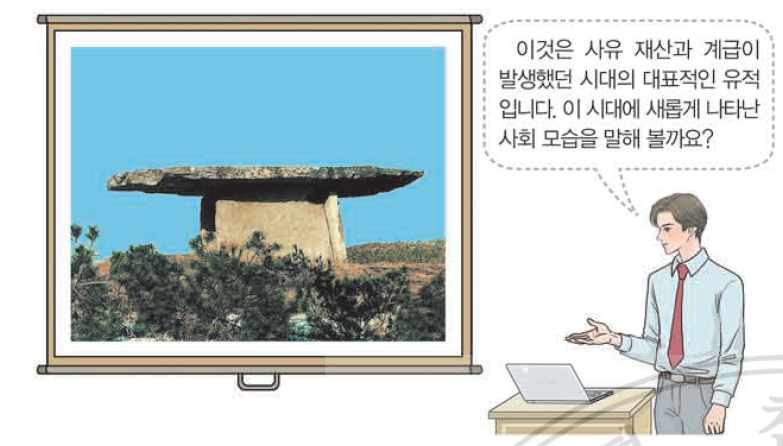 이것은 사유 재산과 계급이
발생했던 시대의 대표적인 유적
입니다. 이 시대에 새롭게 나타난
사회 모습을 말해 볼까요?